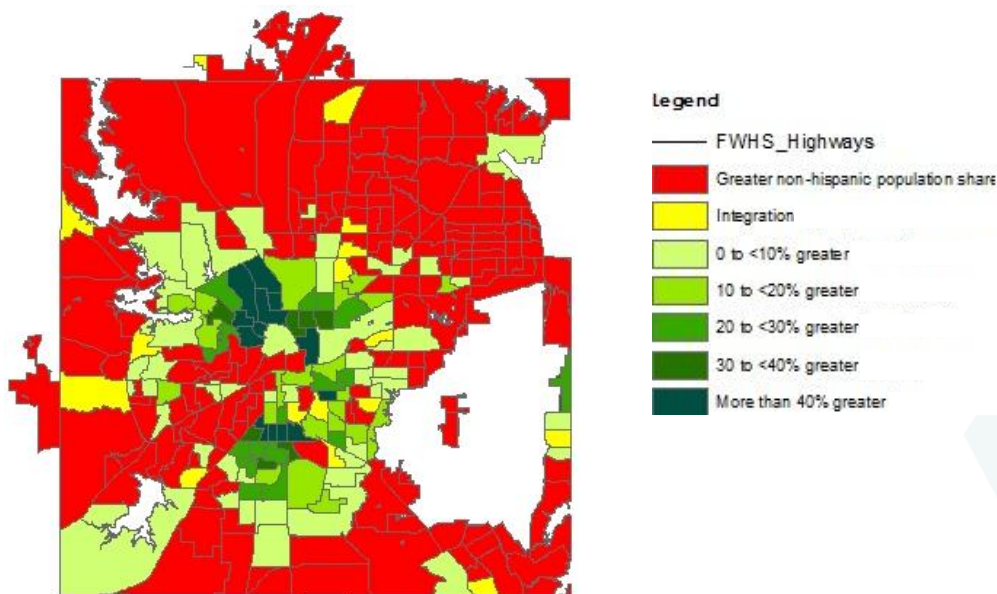 Legend
FWHS_Highways
Greater non-hispanic population share
Integration
0 to <10% greater
10 to <20% greater
20 to <30% greater
30 to <40% greater
More than 40% greater